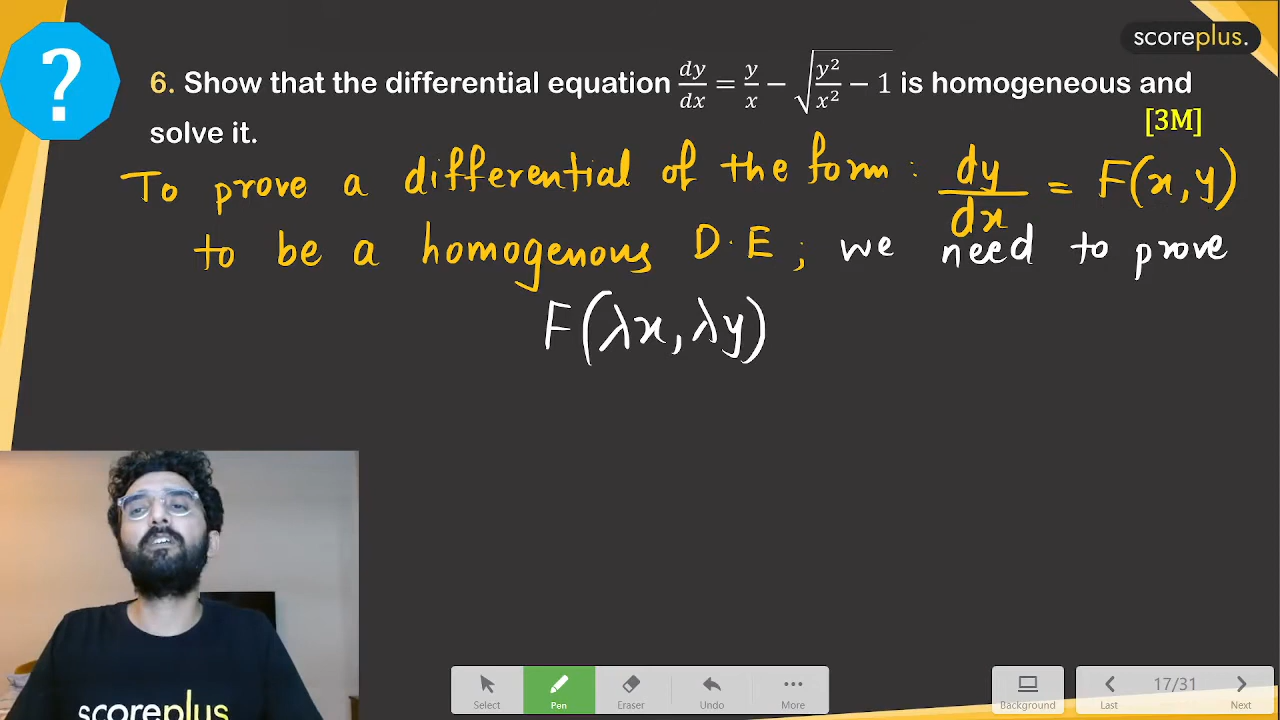 scoreplus.
?
6. Show that the differential equation dy/dx = y/x − √(y²/x² − 1) is homogeneous and
solve it.
[3M]
To prove a differential of the form : dy/dx = F(x, y)
to be a homogenous D.E ; we need to prove
F(λx, λy)
scoreplus
Select Pen Eraser Undo More
Background
Last 17/31 Next